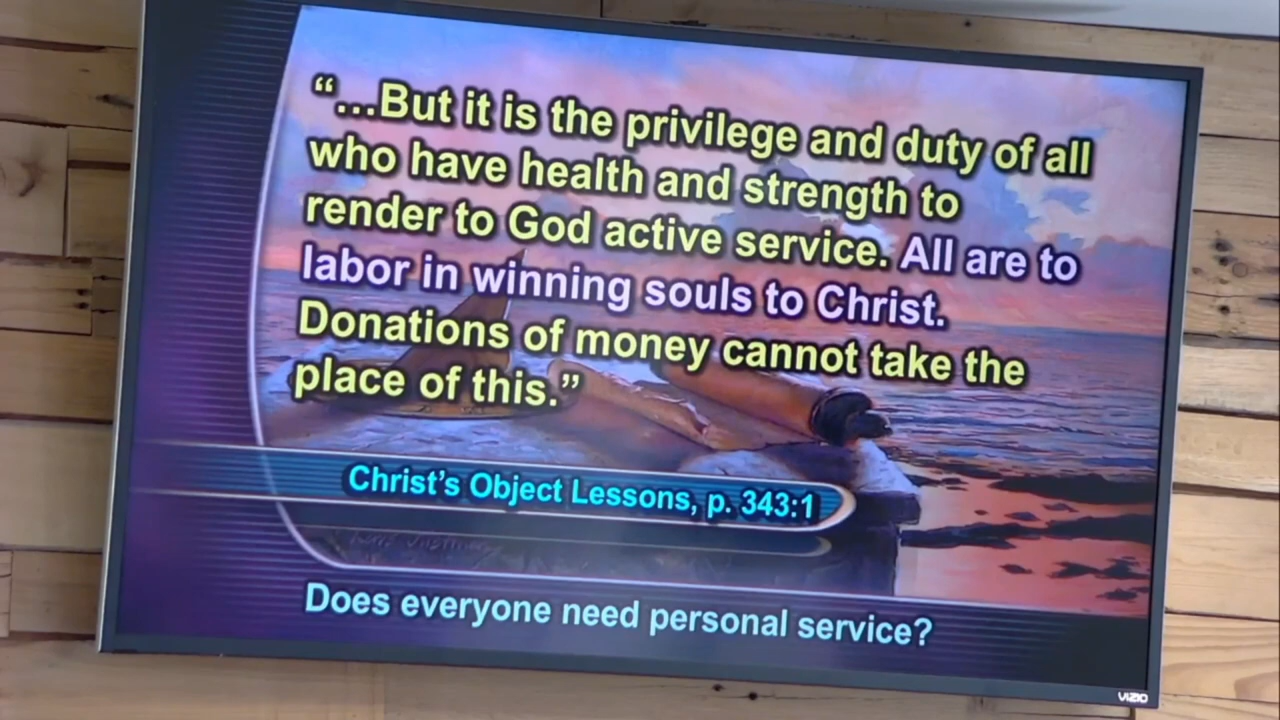 “...But it is the privilege and duty of all
who have health and strength to
render to God active service. All are to
labor in winning souls to Christ.
Donations of money cannot take the
place of this.”
Christ's Object Lessons, p. 343:1
Does everyone need personal service?
VIZIO